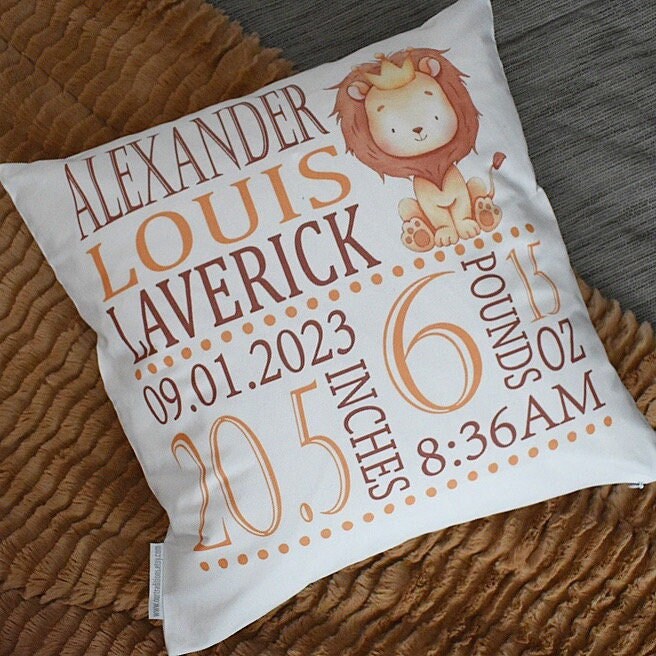 ALEXANDER
LOUIS
LAVERICK
09.01.2023
20.5
INCHES
6
POUNDS
15
OZ
8:36AM